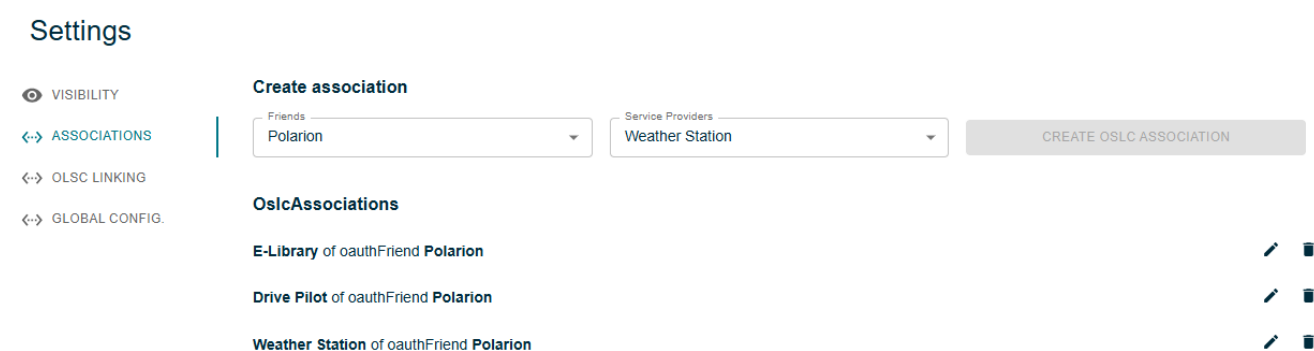 Settings
VISIBILITY
ASSOCIATIONS
OLSC LINKING
GLOBAL CONFIG.
Create association
Friends
Polarion
Service Providers
Weather Station
CREATE OSLC ASSOCIATION
OslcAssociations
E-Library of oauthFriend Polarion
Drive Pilot of oauthFriend Polarion
Weather Station of oauthFriend Polarion